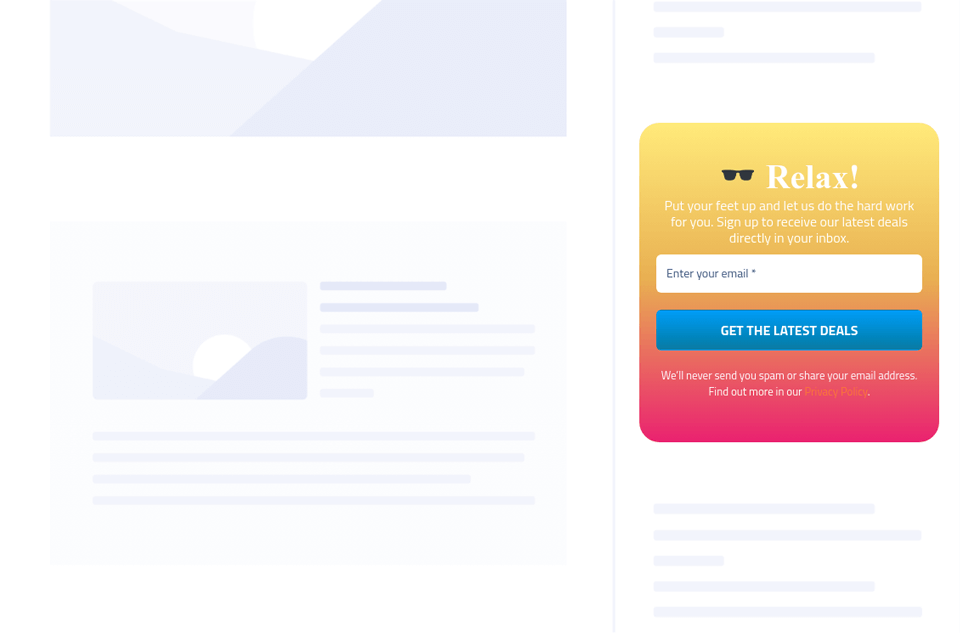 🕶️ Relax!
Put your feet up and let us do the hard work
for you. Sign up to receive our latest deals
directly in your inbox.
Enter your email *
GET THE LATEST DEALS
We'll never send you spam or share your email address.
Find out more in our Privacy Policy.